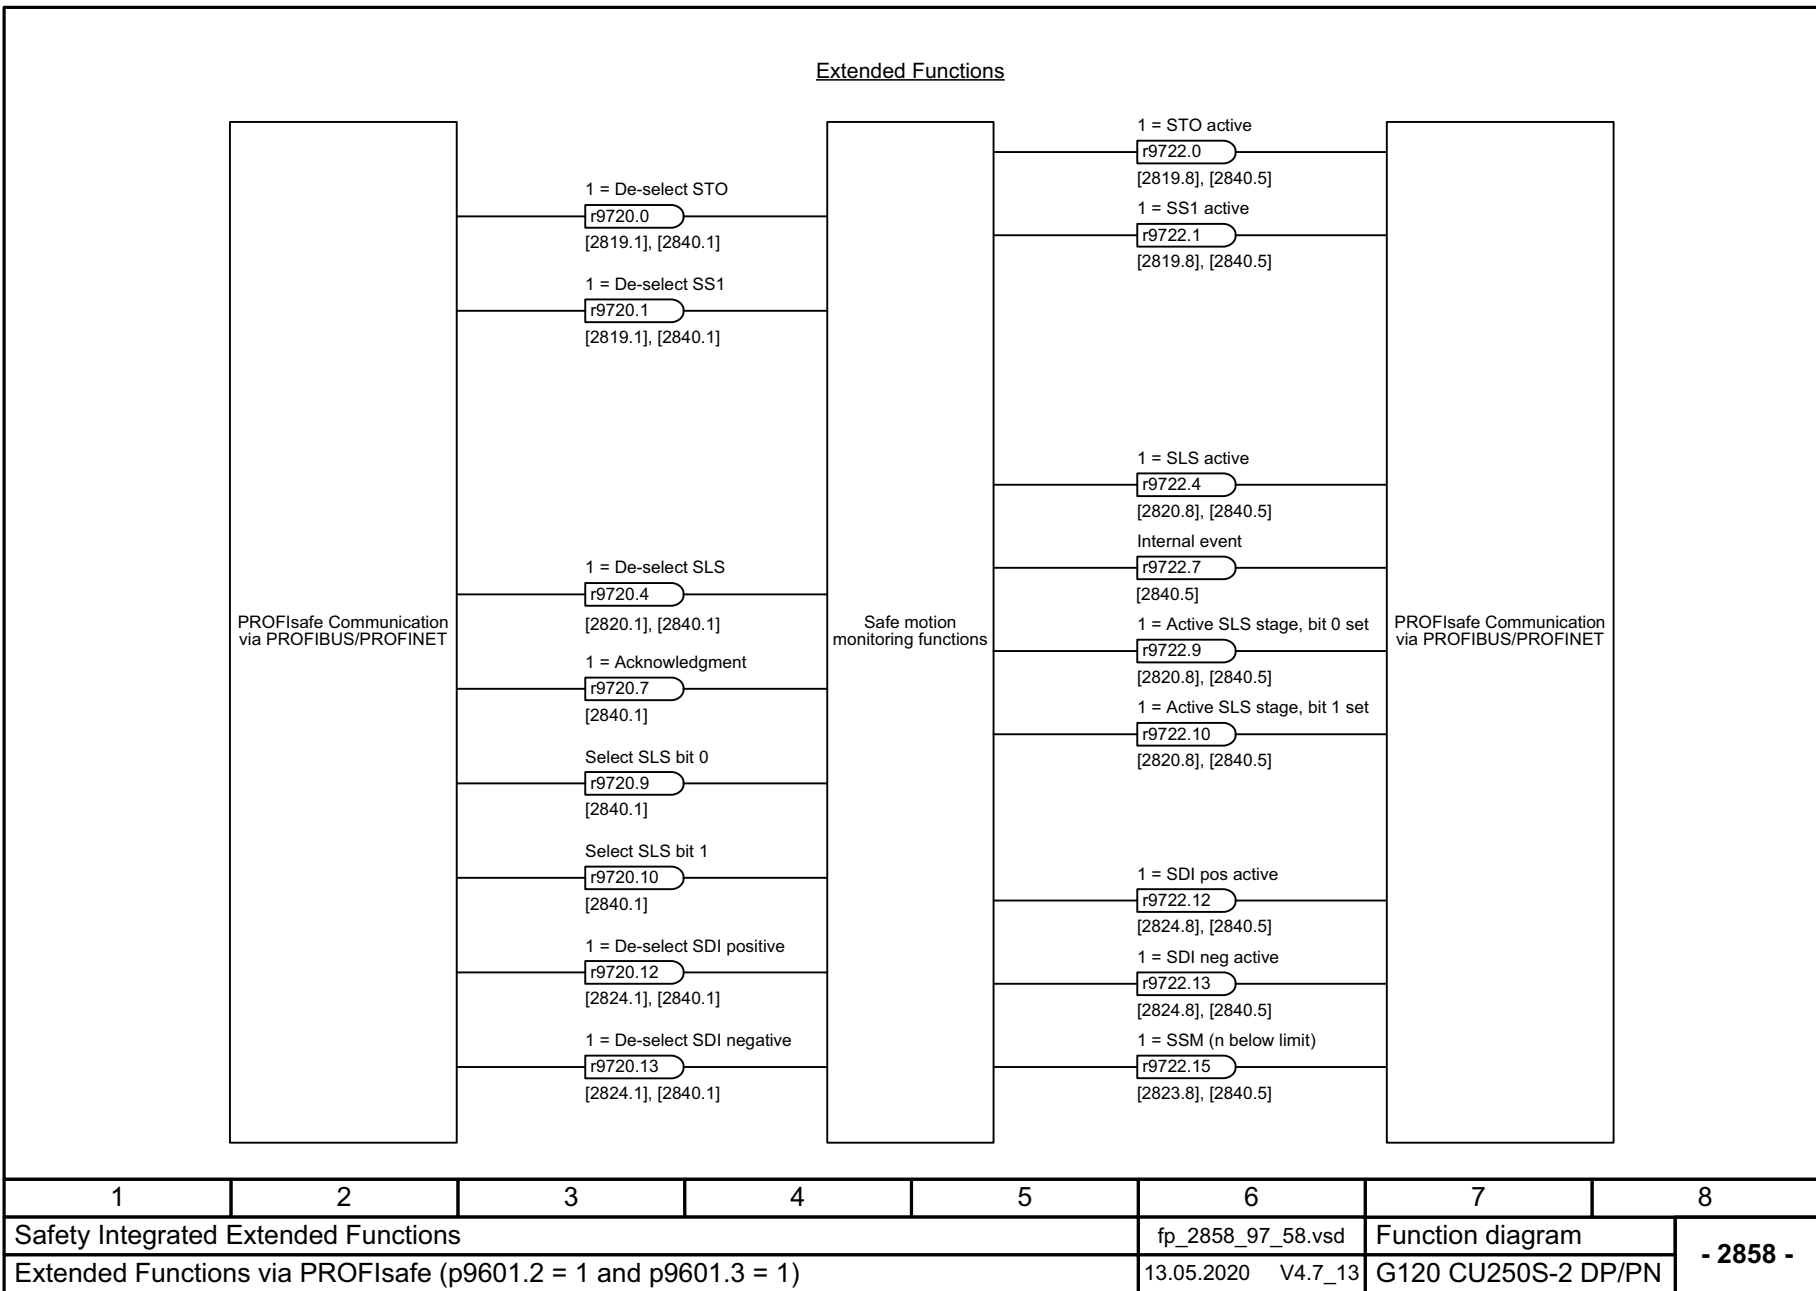 Extended Functions
PROFIsafe Communication
via PROFIBUS/PROFINET
1 = De-select STO
r9720.0
[2819.1], [2840.1]
1 = De-select SS1
r9720.1
[2819.1], [2840.1]
1 = De-select SLS
r9720.4
[2820.1], [2840.1]
1 = Acknowledgment
r9720.7
[2840.1]
Select SLS bit 0
r9720.9
[2840.1]
Select SLS bit 1
r9720.10
[2840.1]
1 = De-select SDI positive
r9720.12
[2824.1], [2840.1]
1 = De-select SDI negative
r9720.13
[2824.1], [2840.1]
Safe motion
monitoring functions
1 = STO active
r9722.0
[2819.8], [2840.5]
1 = SS1 active
r9722.1
[2819.8], [2840.5]
1 = SLS active
r9722.4
[2820.8], [2840.5]
Internal event
r9722.7
[2840.5]
1 = Active SLS stage, bit 0 set
r9722.9
[2820.8], [2840.5]
1 = Active SLS stage, bit 1 set
r9722.10
[2820.8], [2840.5]
1 = SDI pos active
r9722.12
[2824.8], [2840.5]
1 = SDI neg active
r9722.13
[2824.8], [2840.5]
1 = SSM (n below limit)
r9722.15
[2823.8], [2840.5]
PROFIsafe Communication
via PROFIBUS/PROFINET
1 2 3 4 5 6 7 8
Safety Integrated Extended Functions
fp_2858_97_58.vsd
Function diagram
- 2858 -
Extended Functions via PROFIsafe (p9601.2 = 1 and p9601.3 = 1)
13.05.2020 V4.7_13
G120 CU250S-2 DP/PN